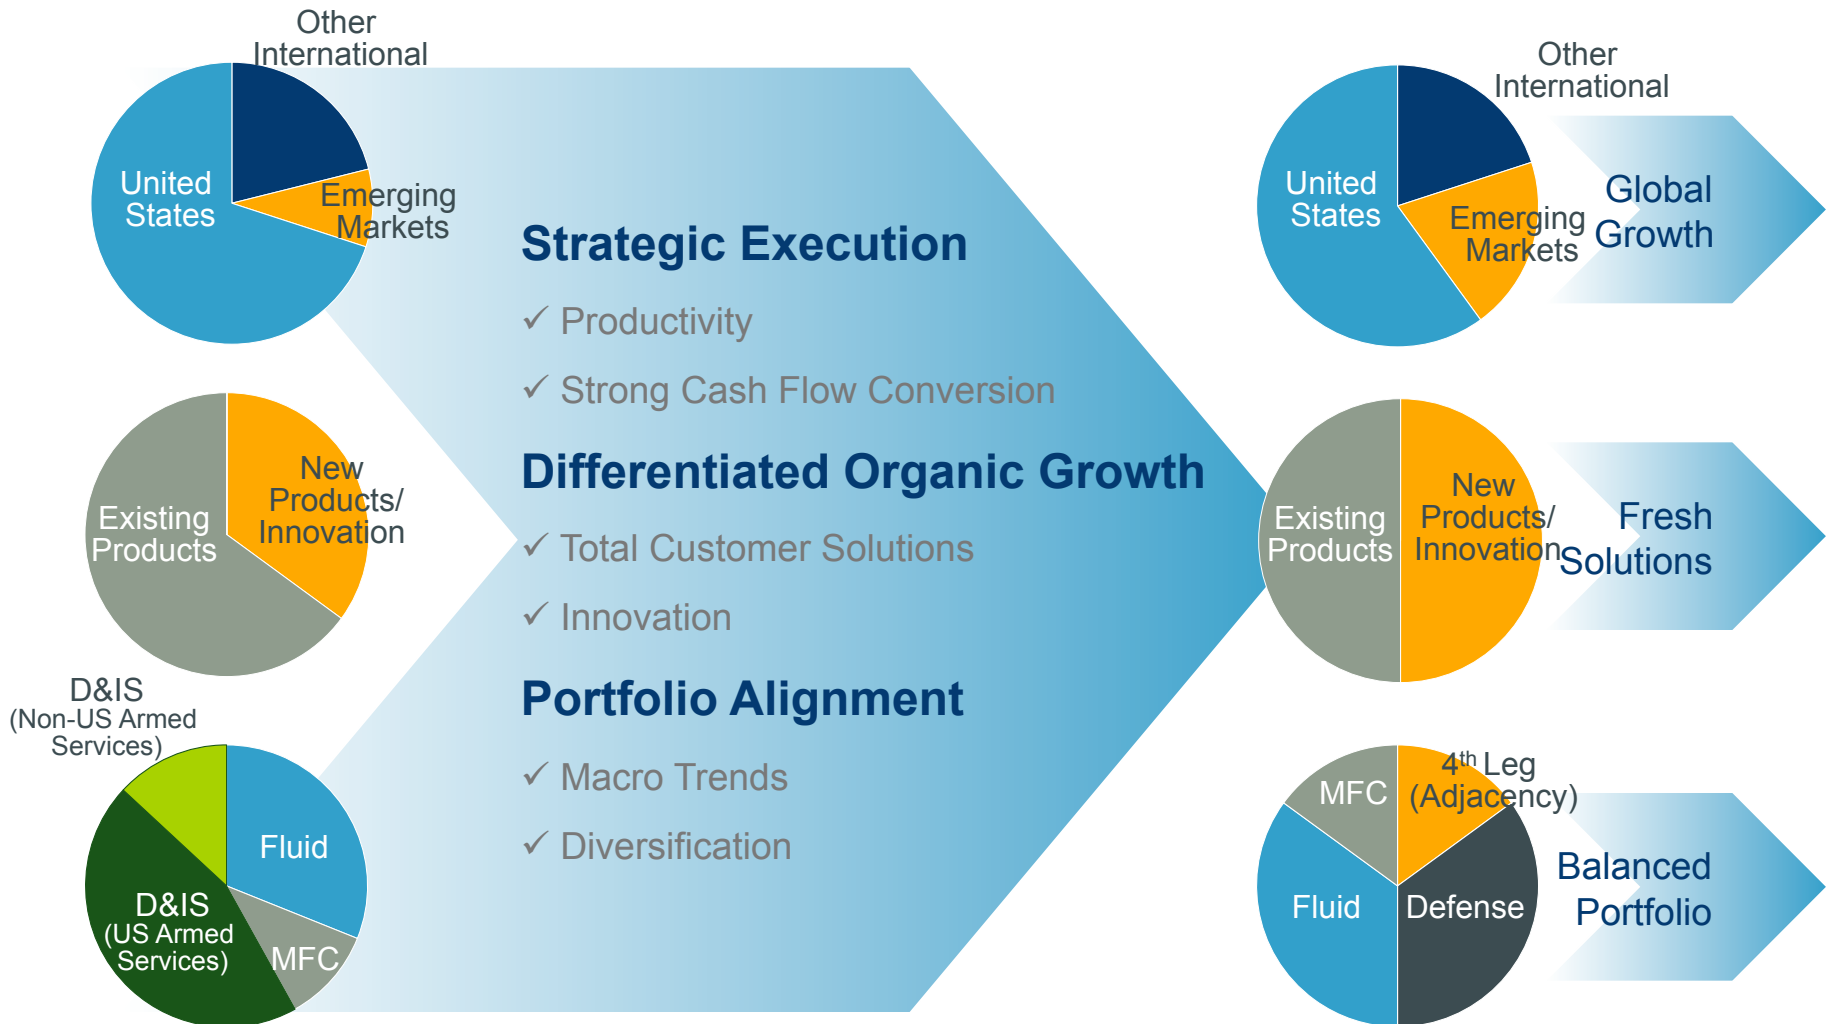 Other
International
United
States
Emerging
Markets
New
Products/
Innovation
Existing
Products
D&IS
(Non-US Armed
Services)
Fluid
D&IS
(US Armed
Services)
MFC
Strategic Execution
✓ Productivity
✓ Strong Cash Flow Conversion
Differentiated Organic Growth
✓ Total Customer Solutions
✓ Innovation
Portfolio Alignment
✓ Macro Trends
✓ Diversification
Other
International
United
States
Emerging
Markets
Global
Growth
Existing
Products
New
Products/
Innovation
Fresh
Solutions
MFC
4th Leg
(Adjacency)
Fluid
Defense
Balanced
Portfolio